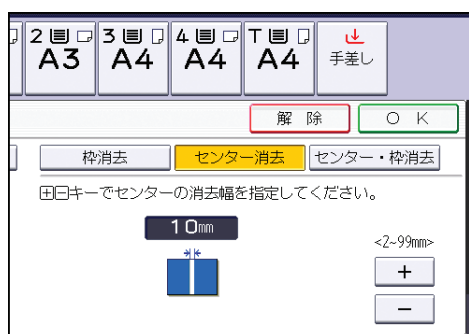 2 3 4 T
A3 A4 A4 A4 手差し
解 除 O K
枠消去 センター消去 センター・枠消去
+-キーでセンターの消去幅を指定してください。
10mm
<2~99mm>
+
-